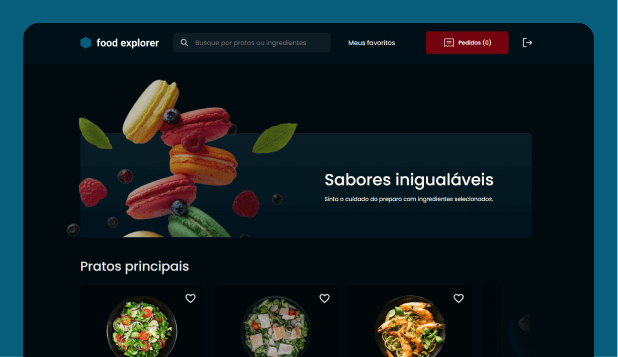 food explorer
Busque por pratos ou ingredientes
Meus favoritos
Pedidos (0)
Sabores inigualáveis
Sinta o cuidado do preparo com ingredientes selecionados.
Pratos principais